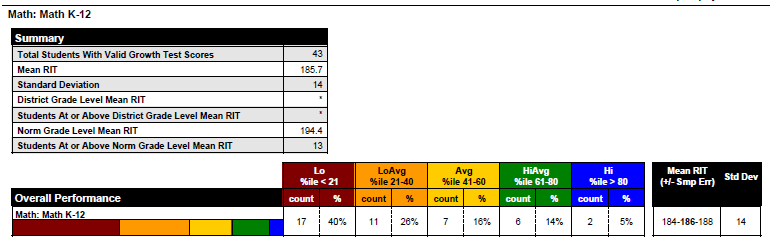 Math: Math K-12
Summary
Total Students With Valid Growth Test Scores 43
Mean RIT 185.7
Standard Deviation 14
District Grade Level Mean RIT *
Students At or Above District Grade Level Mean RIT *
Norm Grade Level Mean RIT 194.4
Students At or Above Norm Grade Level Mean RIT 13
Lo LoAvg Avg HiAvg Hi Mean RIT
%ile < 21 %ile 21-40 %ile 41-60 %ile 61-80 %ile > 80 (+/- Smp Err) Std Dev
Overall Performance count % count % count % count % count %
Math: Math K-12
17 40% 11 26% 7 16% 6 14% 2 5% 184-186-188 14